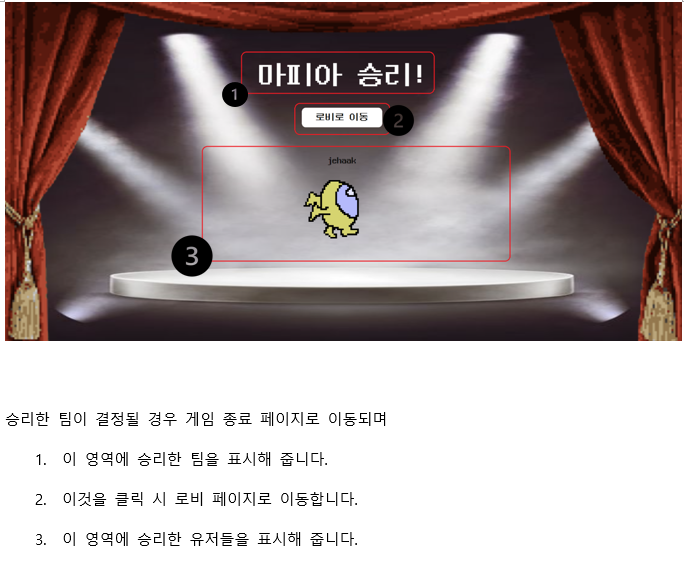 마피아 승리!
1
로비로 이동
2
jehaak
3
승리한 팀이 결정될 경우 게임 종료 페이지로 이동되며
1. 이 영역에 승리한 팀을 표시해 줍니다.
2. 이것을 클릭 시 로비 페이지로 이동합니다.
3. 이 영역에 승리한 유저들을 표시해 줍니다.